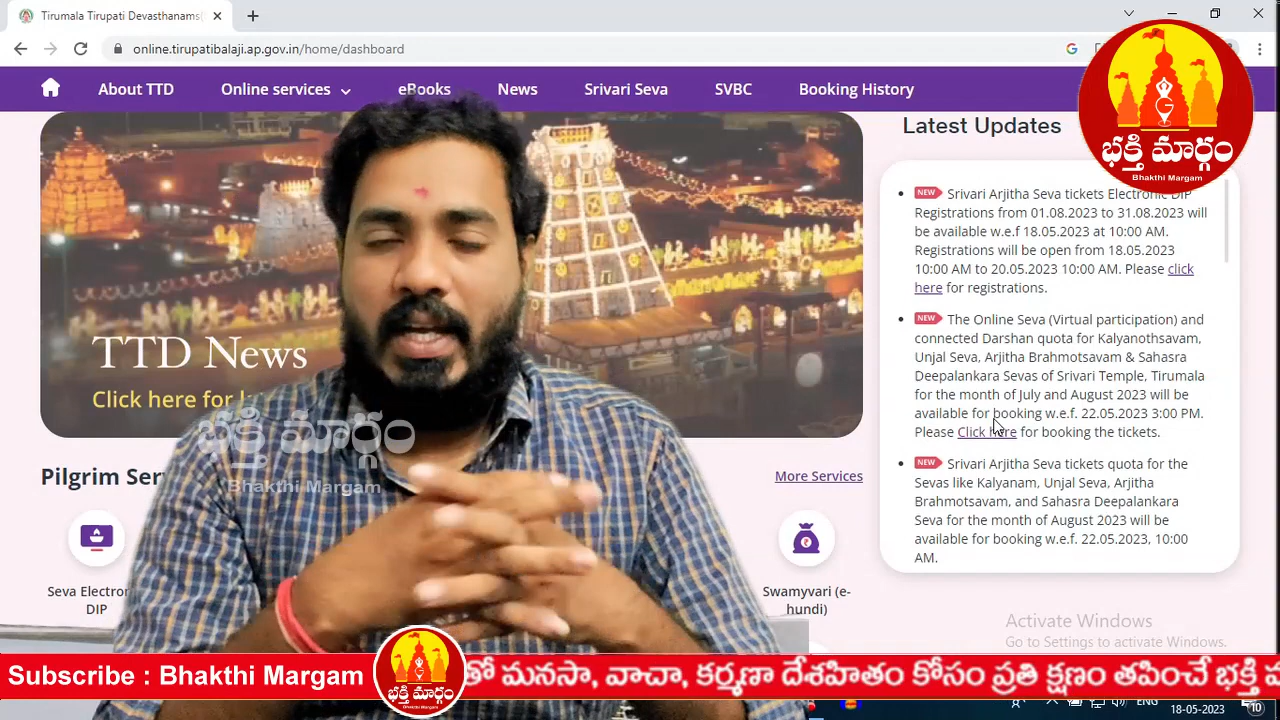 Tirumala Tirupati Devasthanams(
online.tirupatibalaji.ap.gov.in/home/dashboard
About TTD
Online services
eBooks
News
Srivari Seva
SVBC
Booking History
భక్తి మార్గం
Bhakthi Margam
Latest Updates
NEW Srivari Arjitha Seva tickets Electronic DIP
Registrations from 01.08.2023 to 31.08.2023 will
be available w.e.f 18.05.2023 at 10:00 AM.
Registrations will be open from 18.05.2023
10:00 AM to 20.05.2023 10:00 AM. Please click
here for registrations.
NEW The Online Seva (Virtual participation) and
connected Darshan quota for Kalyanothsavam,
Unjal Seva, Arjitha Brahmotsavam & Sahasra
Deepalankara Sevas of Srivari Temple, Tirumala
for the month of July and August 2023 will be
available for booking w.e.f. 22.05.2023 3:00 PM.
Please Click here for booking the tickets.
NEW Srivari Arjitha Seva tickets quota for the
Sevas like Kalyanam, Unjal Seva, Arjitha
Brahmotsavam, and Sahasra Deepalankara
Seva for the month of August 2023 will be
available for booking w.e.f. 22.05.2023, 10:00
AM.
TTD News
Click here for
భక్తి మార్గం
Bhakthi Margam
Pilgrim Ser
More Services
Seva Electron
DIP
Swamyvari (e-
hundi)
Activate Windows
Go to Settings to activate Windows.
Subscribe : Bhakthi Margam
కో మనసా, వాచా, కర్మణా దేశహితం కోసం ప్రతి క్షణం తపించే భక్తి
ENG
18-05-2023
10